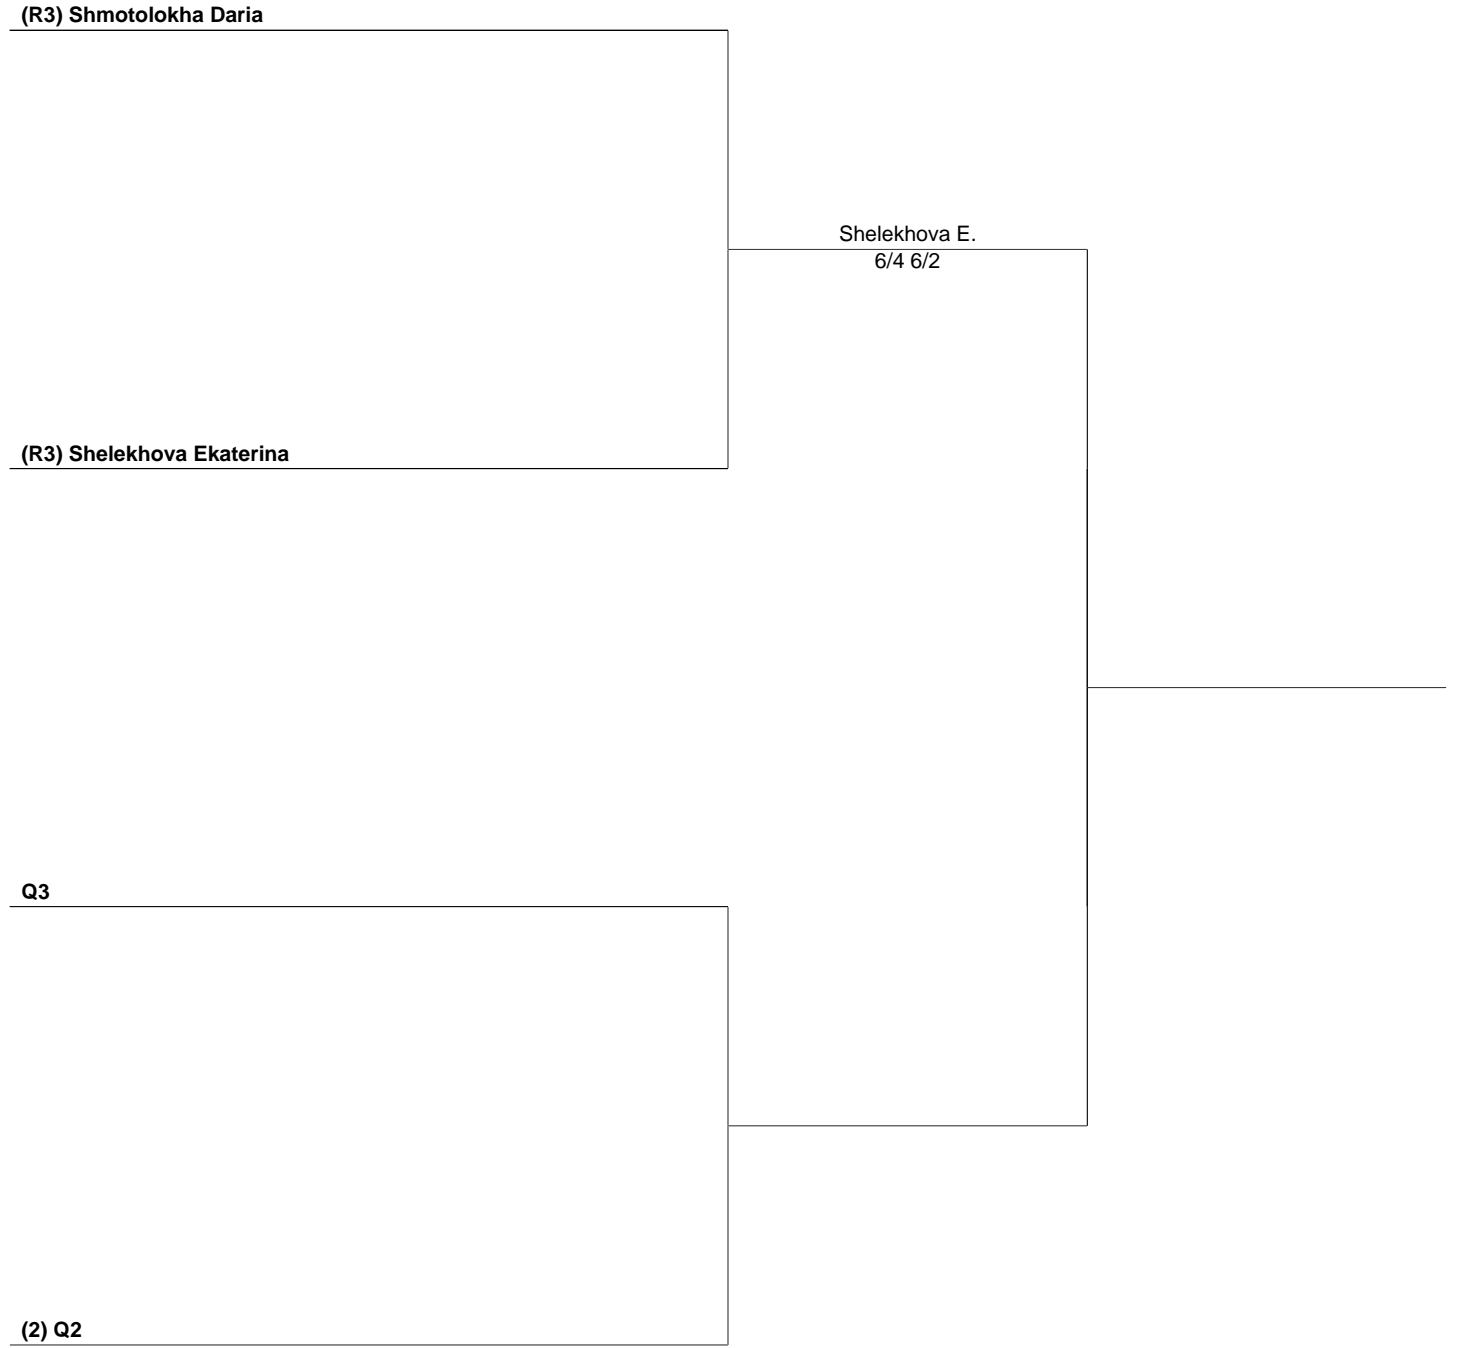 (R3) Shmotolokha Daria
Shelekhova E.
6/4 6/2
(R3) Shelekhova Ekaterina
Q3
(2) Q2